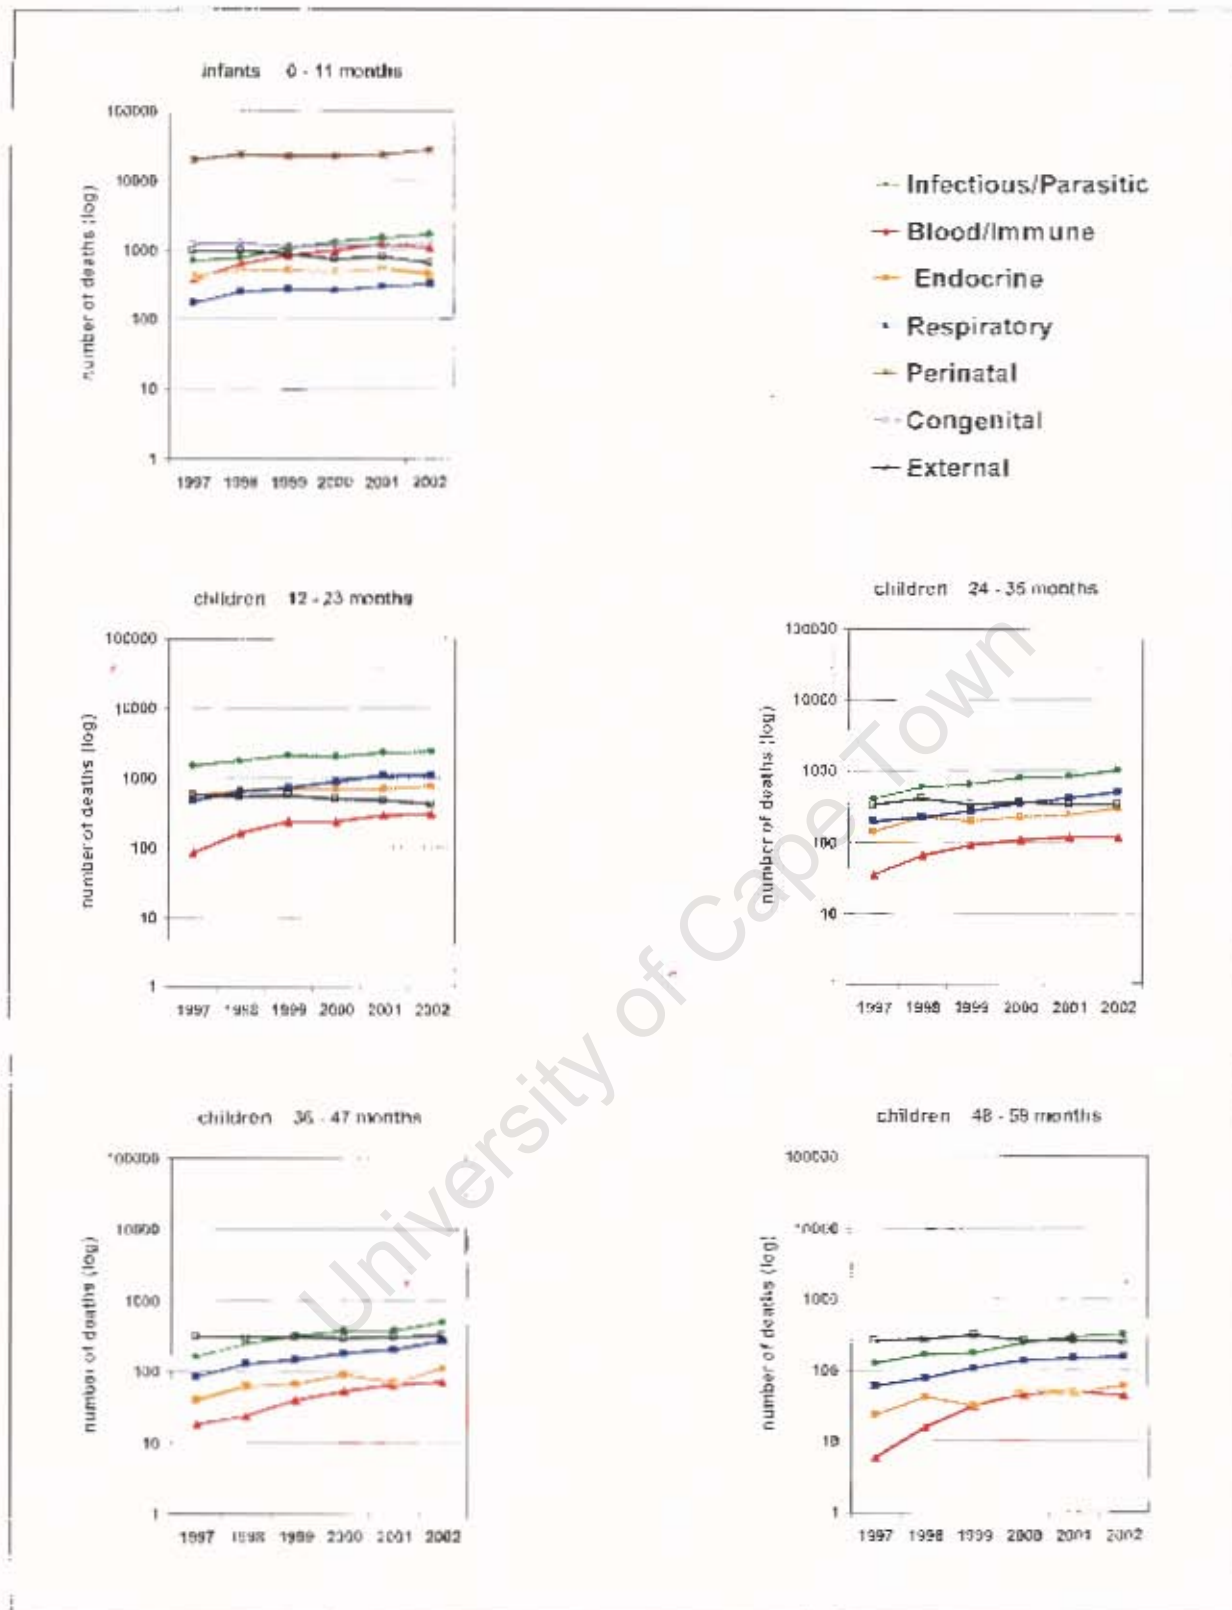 infants 0 - 11 months
100000
10000
1000
100
10
1
number of deaths (log)
1997 1998 1999 2000 2001 2002
Infectious/Parasitic
Blood/Immune
Endocrine
Respiratory
Perinatal
Congenital
External
children 12 - 23 months
100000
10000
1000
100
10
1
number of deaths (log)
1997 1998 1999 2000 2001 2002
children 24 - 35 months
100000
10000
1000
100
10
number of deaths (log)
1997 1998 1999 2000 2001 2002
children 36 - 47 months
100000
10000
1000
100
10
1
number of deaths (log)
1997 1998 1999 2000 2001 2002
children 48 - 59 months
100000
10000
1000
100
10
1
number of deaths (log)
1997 1998 1999 2000 2001 2002
University of Cape Town